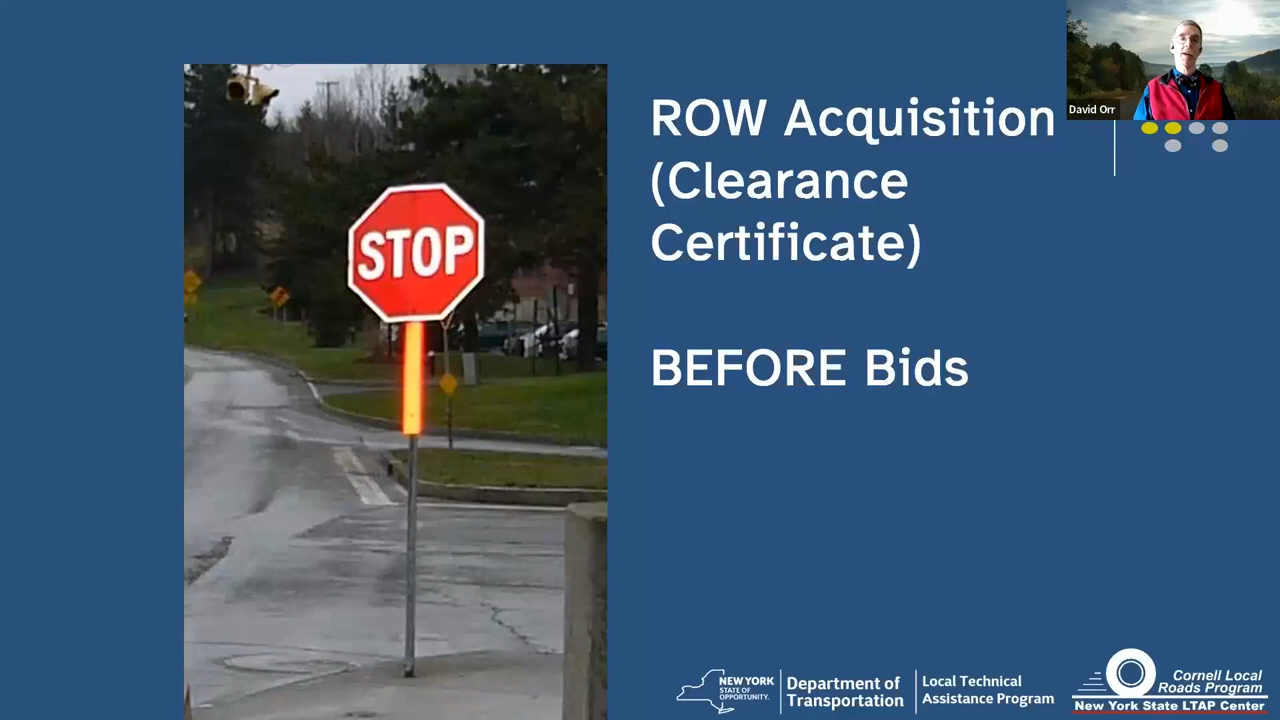 David Orr
ROW Acquisition
(Clearance
Certificate)
BEFORE Bids
STOP
NEW YORK
STATE OF
OPPORTUNITY.
Department of
Transportation
Local Technical
Assistance Program
Cornell Local
Roads Program
New York State LTAP Center